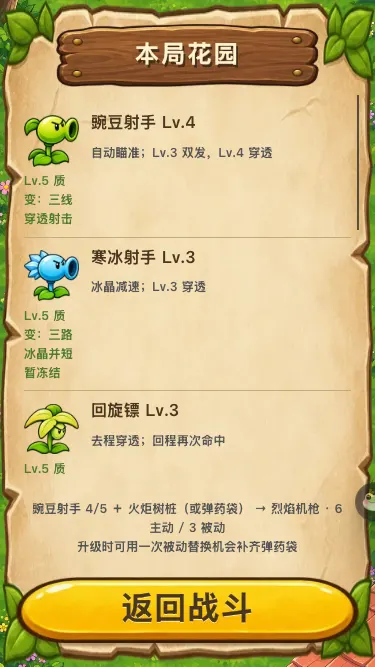 本局花园
豌豆射手 Lv.4
自动瞄准；Lv.3 双发，Lv.4 穿透
Lv.5 质
变：三线
穿透射击
寒冰射手 Lv.3
冰晶减速；Lv.3 穿透
Lv.5 质
变：三路
冰晶并短
暂冻结
回旋镖 Lv.3
去程穿透；回程再次命中
Lv.5 质
豌豆射手 4/5 + 火炬树桩（或弹药袋） → 烈焰机枪 · 6
主动 / 3 被动
升级时可用一次被动替换机会补齐弹药袋
返回战斗